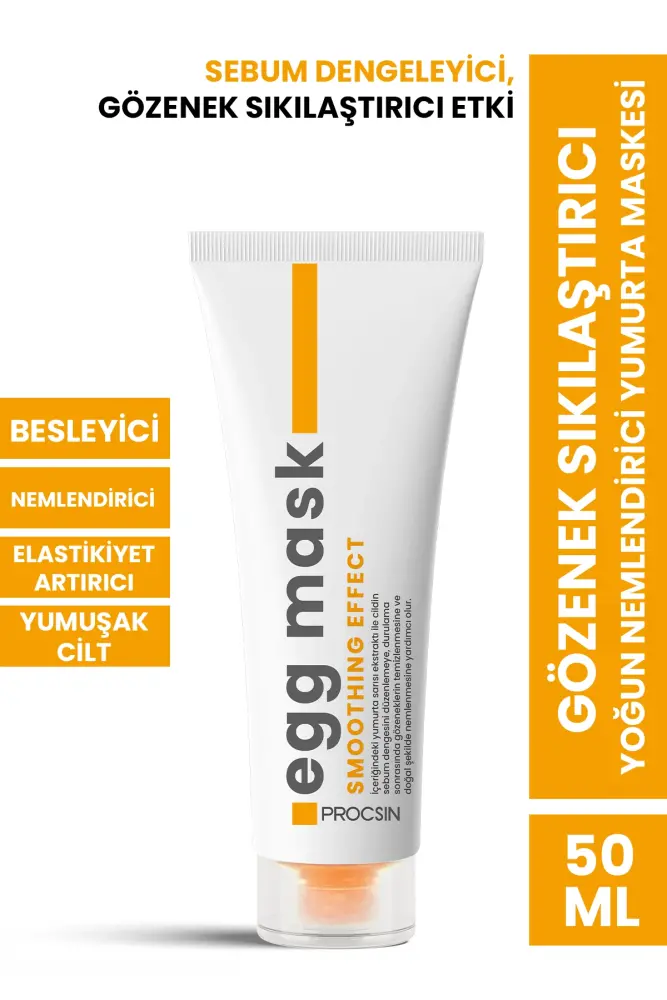 SEBUM DENGELEYİCİ,
GÖZENEK SIKILAŞTIRICI ETKİ
GÖZENEK SIKILAŞTIRICI
YOĞUN NEMLENDİRİCİ YUMURTA MASKESİ
BESLEYİCİ
NEMLENDİRİCİ
ELASTİKİYET
ARTIRICI
YUMUŞAK
CİLT
egg mask
SMOOTHING EFFECT
İçeriğindeki yumurta sarısı ekstraktı ile cildin
sebum dengesini düzenlemeye, durulama
sonrasında gözeneklerin temizlenmesine ve
doğal şekilde nemlenmesine yardımcı olur.
PROCSIN
50
ML